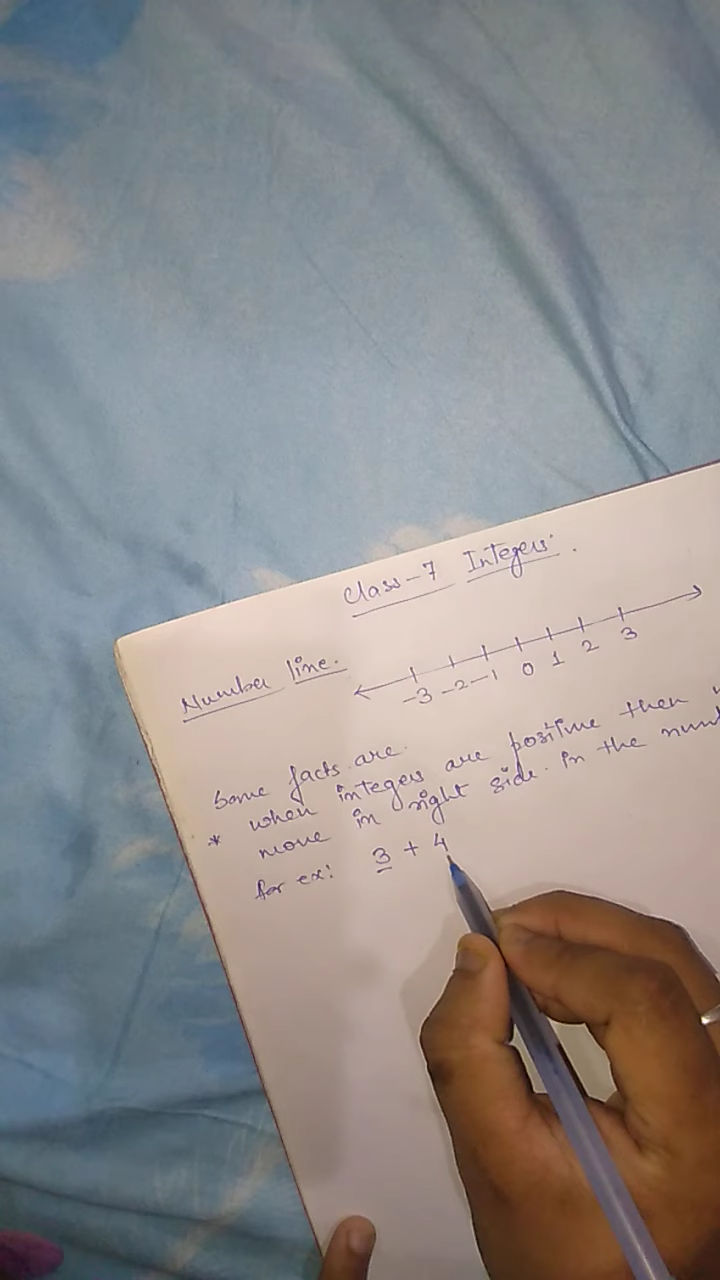 Class-7 Integers.
Number line.
-3 -2 -1 0 1 2 3
Some facts are.
* when integers are positive then
move in right side. in the
for ex: 3 + 4